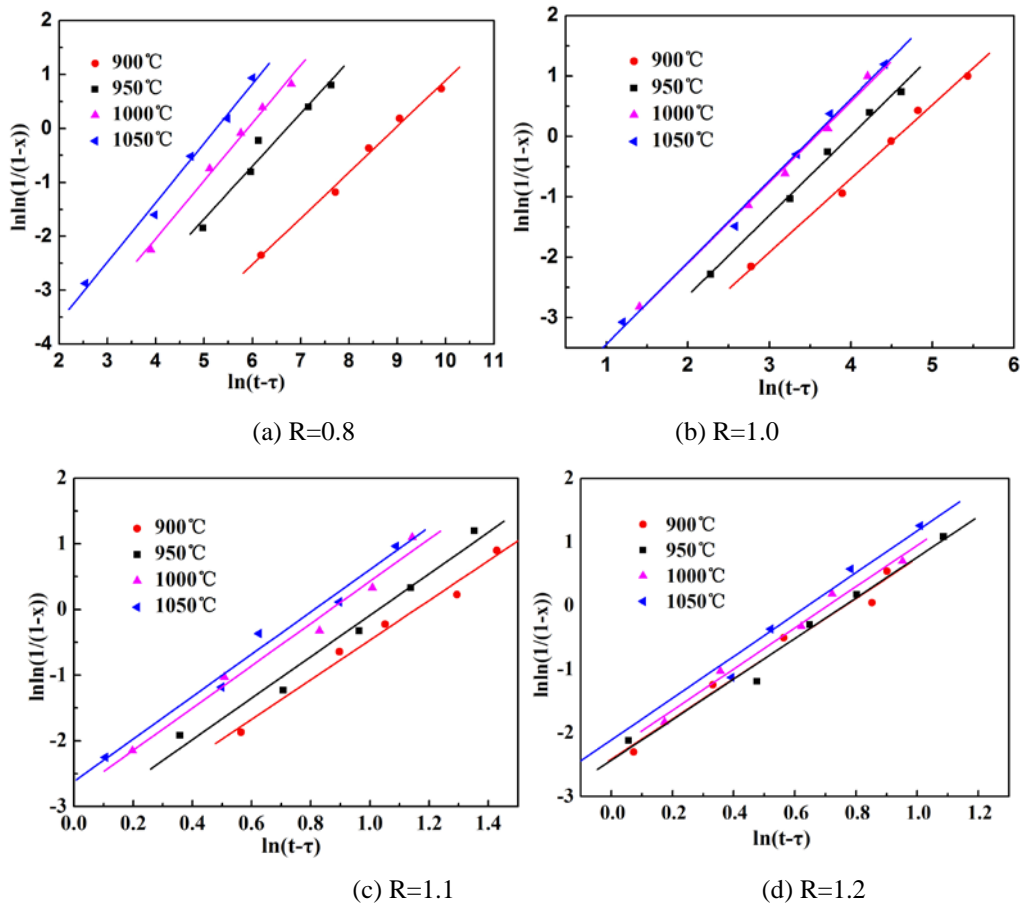 2
1
0
-1
-2
-3
-4
lnln(1/(1-x))
900℃
950℃
1000℃
1050℃
2 3 4 5 6 7 8 9 10 11
ln(t-τ)
(a) R=0.8
2
1
0
-1
-2
-3
lnln(1/(1-x))
900℃
950℃
1000℃
1050℃
1 2 3 4 5 6
ln(t-τ)
(b) R=1.0
2
1
0
-1
-2
-3
lnln(1/(1-x))
900℃
950℃
1000℃
1050℃
0.0 0.2 0.4 0.6 0.8 1.0 1.2 1.4
ln(t-τ)
(c) R=1.1
2
1
0
-1
-2
-3
lnln(1/(1-x))
900℃
950℃
1000℃
1050℃
0.0 0.2 0.4 0.6 0.8 1.0 1.2
ln(t-τ)
(d) R=1.2